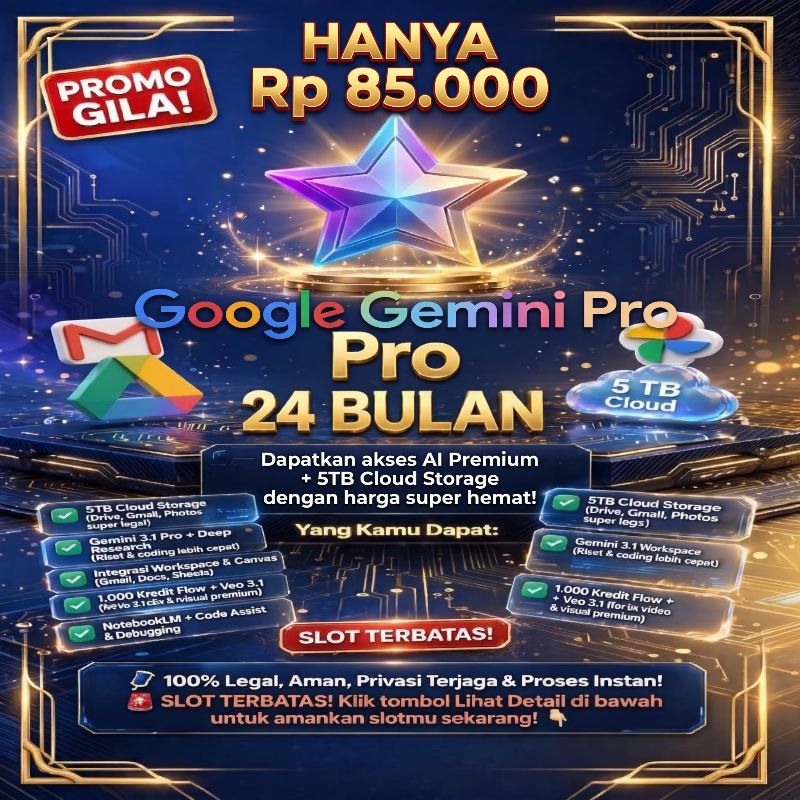 HANYA
Rp 85.000
PROMO
GILA!
Google Gemini Pro
Pro
24 BULAN
5 TB
Cloud
Dapatkan akses AI Premium
+ 5TB Cloud Storage
dengan harga super hemat!
Yang Kamu Dapat:
5TB Cloud Storage
(Drive, Gmail, Photos
super legal)
Gemini 3.1 Pro + Deep
Research
(Riset & coding lebih cepat)
Integrasi Workspace & Canvas
(Gmail, Docs, Sheets)
1,000 Kredit Flow + Veo 3.1
& visual premium)
NotebookLM + Code Assist
& Debugging
5TB Cloud Storage
(Drive, Gmail, Photos
super legs)
Gemini 3.1 Workspace
(Riset & coding lobih cepat)
1.000 Kredit Flow +
+ Veo 3.1 video
& visual premium)
SLOT TERBATAS!
100% Legal, Aman, Privasi Terjaga & Proses Instan!
🚨 SLOT TERBATAS! Klik tombol Lihat Detail di bawah
untuk amankan slotmu sekarang! 👇